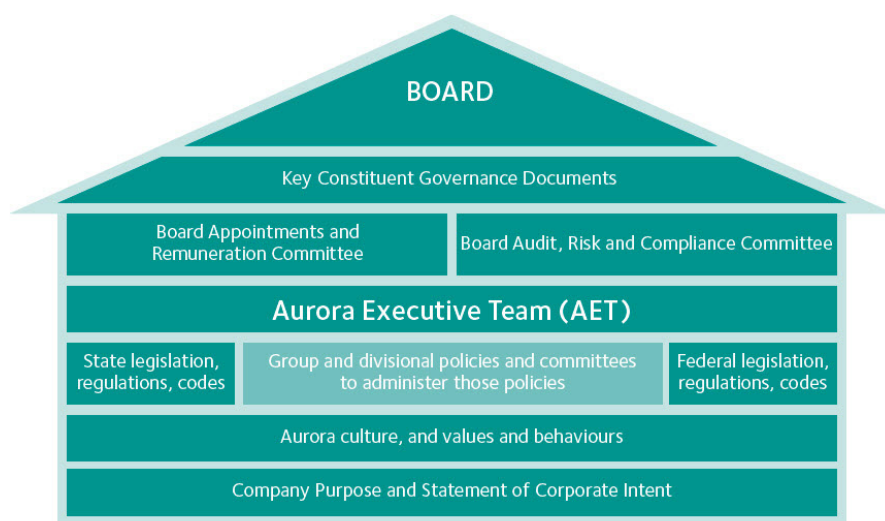 BOARD
Key Constituent Governance Documents
Board Appointments and
Remuneration Committee
Board Audit, Risk and Compliance Committee
Aurora Executive Team (AET)
State legislation,
regulations, codes
Group and divisional policies and committees
to administer those policies
Federal legislation,
regulations, codes
Aurora culture, and values and behaviours
Company Purpose and Statement of Corporate Intent